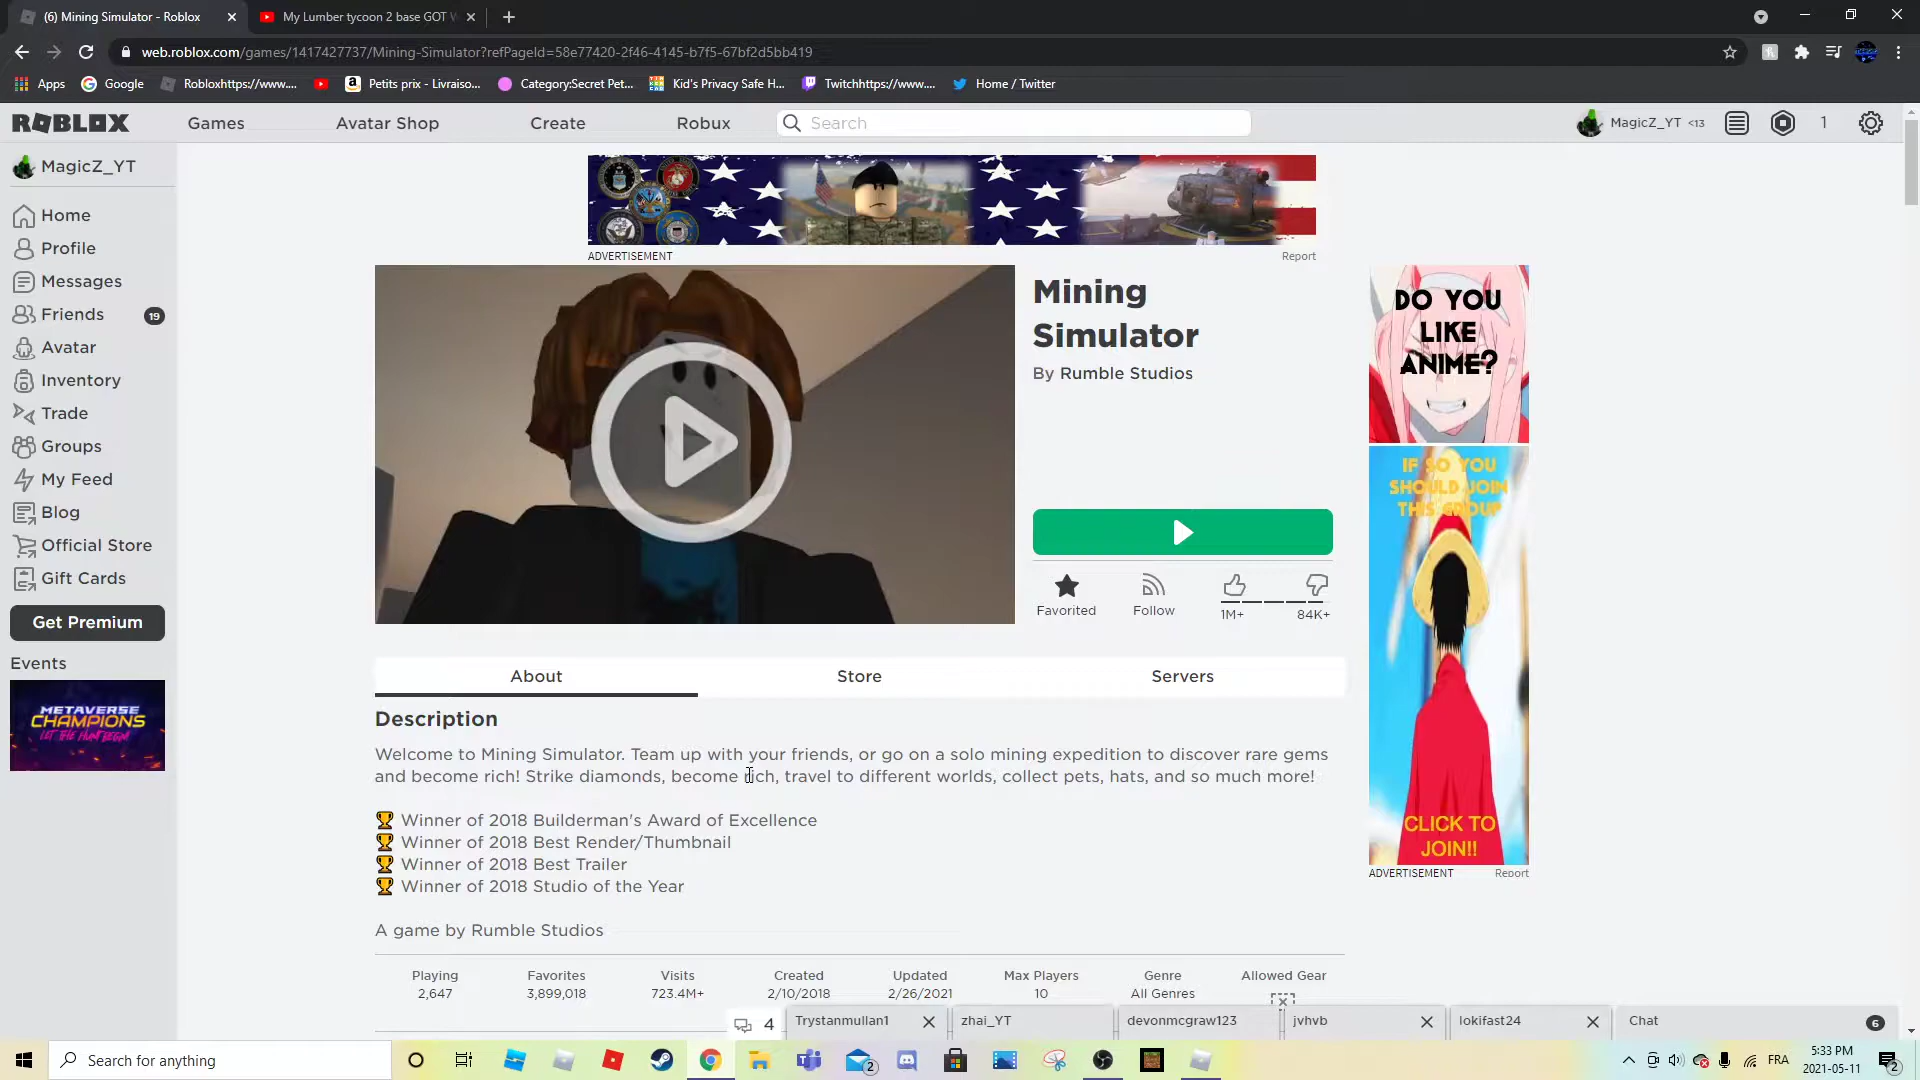 (6) Mining Simulator - Roblox
My Lumber tycoon 2 base GOT W
web.roblox.com/games/1417427737/Mining-Simulator?refPageId=58e77420-2f46-4145-b7f5-67bf2d5bb419
Apps
Google
Robloxhttps://www....
Petits prix - Livraiso...
Category:Secret Pet...
Kid's Privacy Safe H...
Twitchhttps://www....
Home / Twitter
ROBLOX
Games
Avatar Shop
Create
Robux
Search
MagicZ_YT <13
1
MagicZ_YT
Home
Profile
Messages
Friends 19
Avatar
Inventory
Trade
Groups
My Feed
Blog
Official Store
Gift Cards
Get Premium
Events
METAVERSE
CHAMPIONS
LET THE HUNT BEGIN
ADVERTISEMENT
Report
Mining
Simulator
By Rumble Studios
Favorited
Follow
1M+
84K+
DO YOU
LIKE
ANIME?
IF SO YOU
SHOULD JOIN
THIS GROUP
CLICK TO
JOIN!!
ADVERTISEMENT
Report
About
Store
Servers
Description
Welcome to Mining Simulator. Team up with your friends, or go on a solo mining expedition to discover rare gems
and become rich! Strike diamonds, become rich, travel to different worlds, collect pets, hats, and so much more!
🏆 Winner of 2018 Builderman's Award of Excellence
🏆 Winner of 2018 Best Render/Thumbnail
🏆 Winner of 2018 Best Trailer
🏆 Winner of 2018 Studio of the Year
A game by Rumble Studios
Playing
Favorites
Visits
Created
Updated
Max Players
Genre
Allowed Gear
2,647
3,899,018
723.4M+
2/10/2018
2/26/2021
10
All Genres
4
Trystanmullan1
zhai_YT
devonmcgraw123
jvhvb
lokifast24
Chat
6
Search for anything
2
FRA
5:33 PM
2021-05-11
2